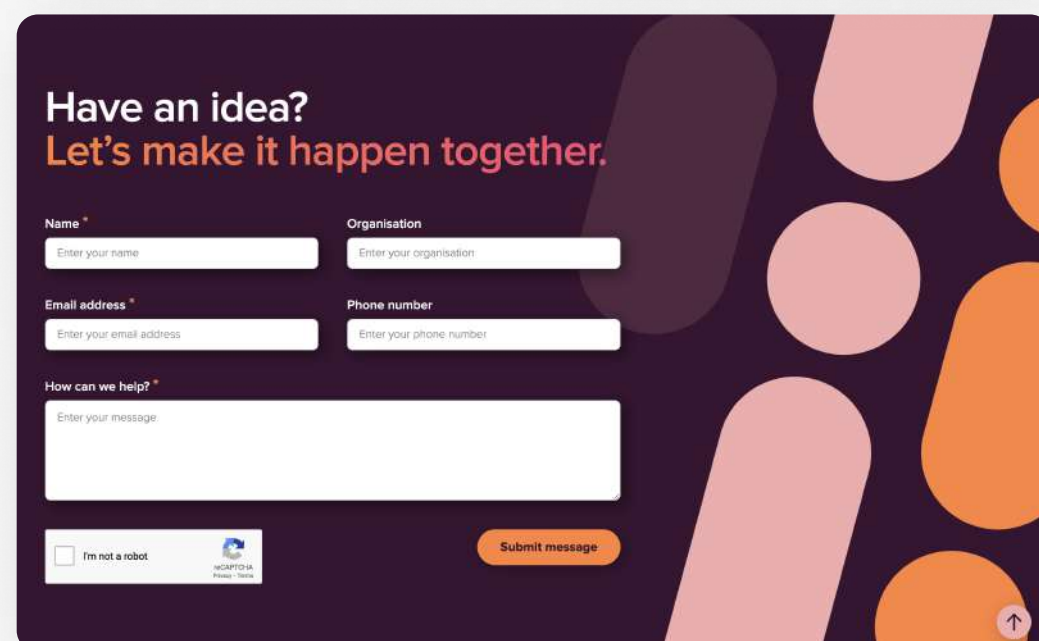 Have an idea?
Let's make it happen together.
Name *
Organisation
Enter your name
Enter your organisation
Email address *
Phone number
Enter your email address
Enter your phone number
How can we help? *
Enter your message
I'm not a robot
reCAPTCHA
Privacy - Terms
Submit message